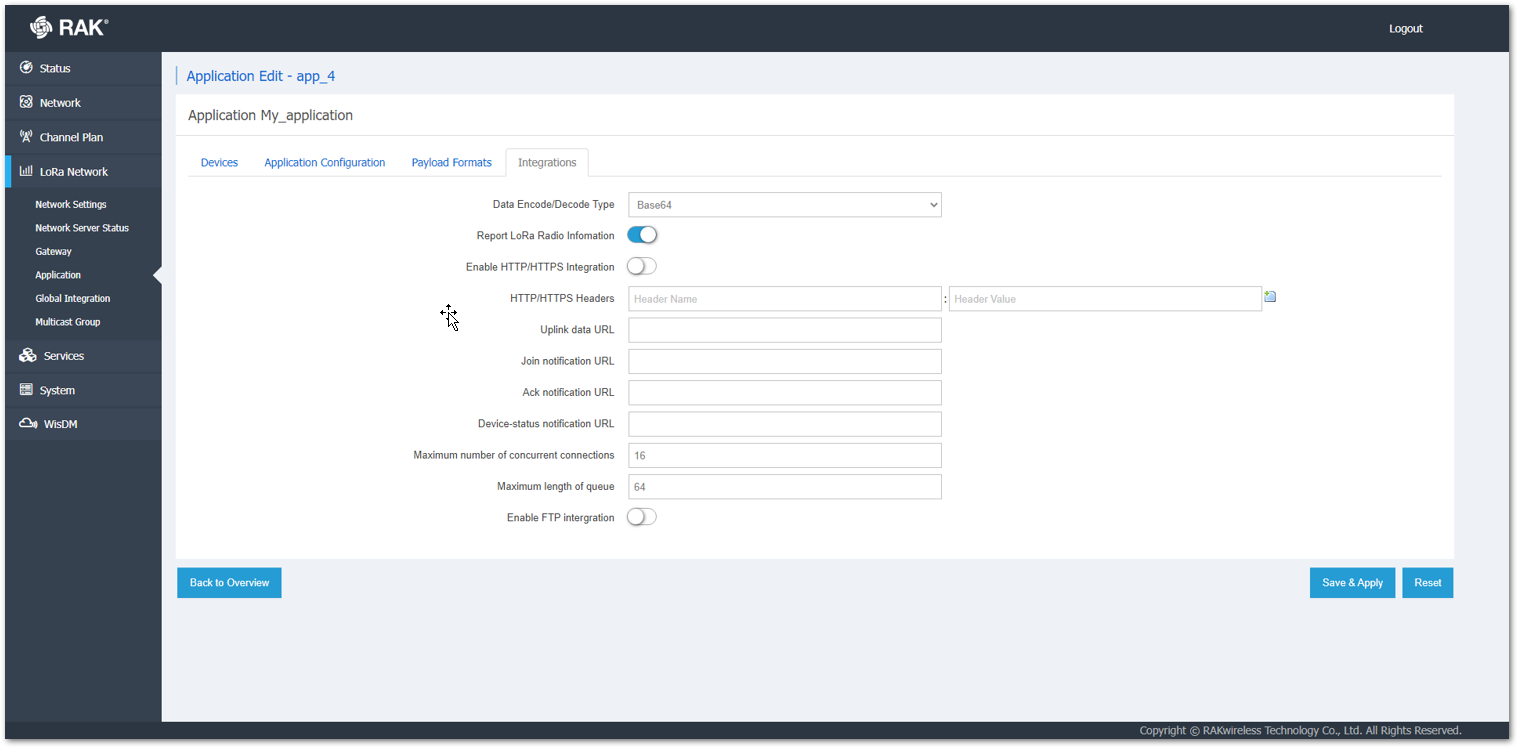 RAK®
Logout
Status
Network
Channel Plan
LoRa Network
Network Settings
Network Server Status
Gateway
Application
Global Integration
Multicast Group
Services
System
WisDM
Application Edit - app_4
Application My_application
Devices Application Configuration Payload Formats Integrations
Data Encode/Decode Type Base64
Report LoRa Radio Infomation
Enable HTTP/HTTPS Integration
HTTP/HTTPS Headers Header Name : Header Value
Uplink data URL
Join notification URL
Ack notification URL
Device-status notification URL
Maximum number of concurrent connections 16
Maximum length of queue 64
Enable FTP intergration
Back to Overview Save & Apply Reset
Copyright © RAKwireless Technology Co., Ltd. All Rights Reserved.